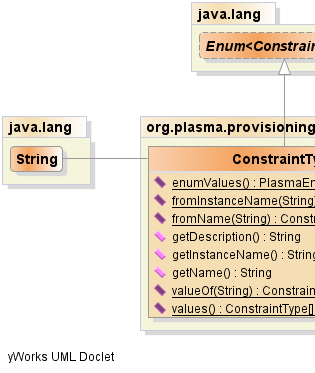 java.lang
Enum<Constrain
java.lang
String
org.plasma.provisioning
ConstraintTy
enumValues() : PlasmaEn
fromInstanceName(String)
fromName(String) : Constr
getDescription() : String
getInstanceName() : String
getName() : String
valueOf(String) : Constrain
values() : ConstraintType[]
yWorks UML Doclet